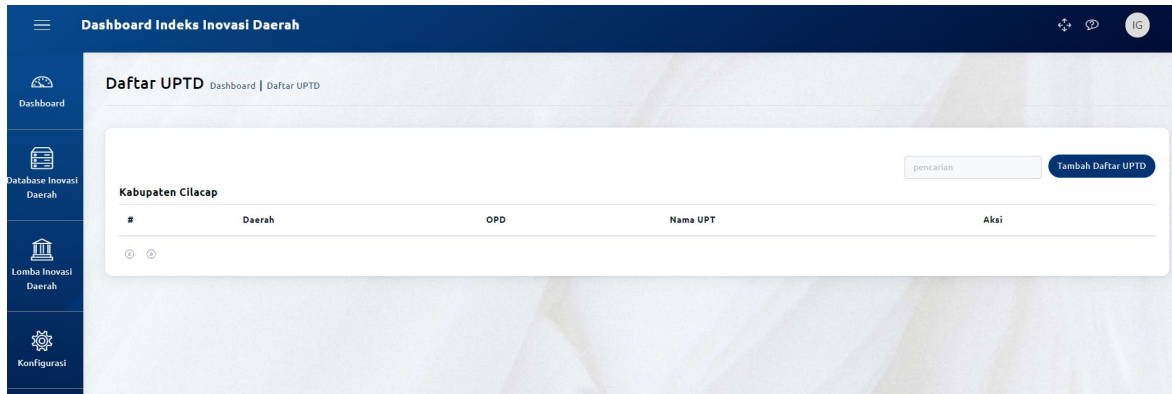 Dashboard Indeks Inovasi Daerah
IG
Dashboard
Database Inovasi
Daerah
Lomba Inovasi
Daerah
Konfigurasi
Daftar UPTD Dashboard | Daftar UPTD
pencarian Tambah Daftar UPTD
Kabupaten Cilacap
# Daerah OPD Nama UPT Aksi